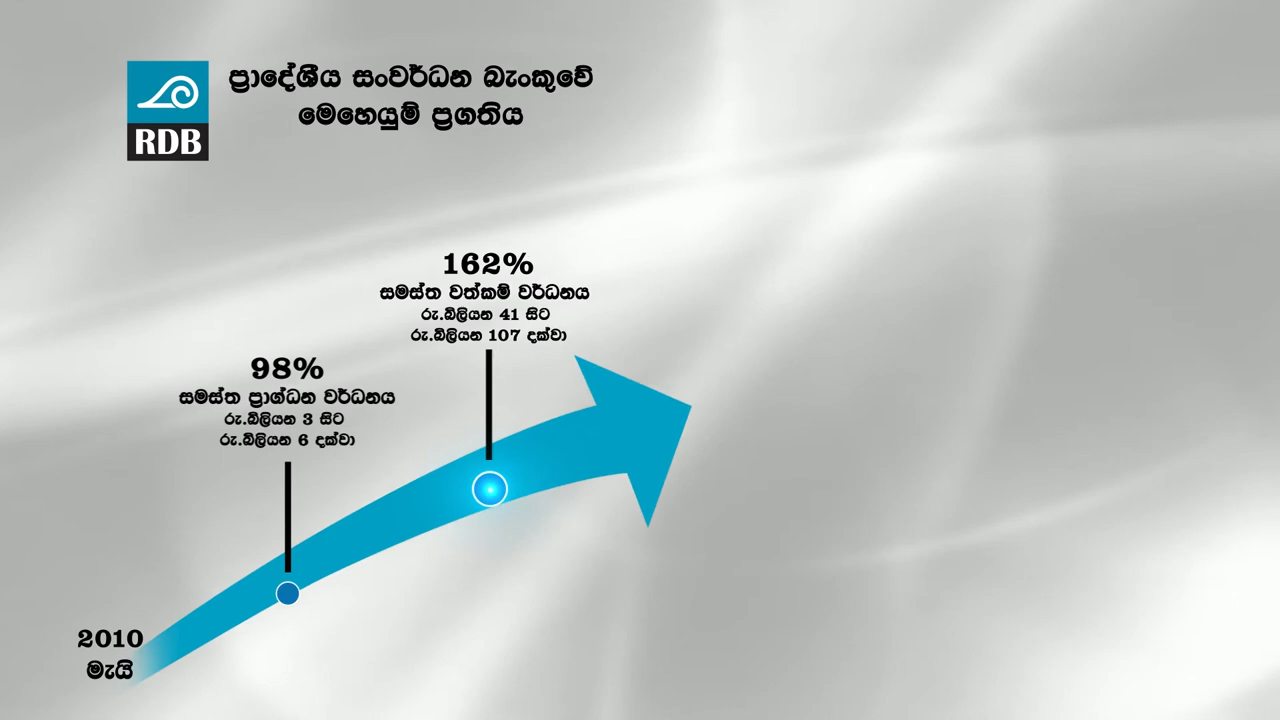 RDB
ප්‍රාදේශීය සංවර්ධන බැංකුවේ
මෙහෙයුම් ප්‍රගතිය
162%
සමස්ත වත්කම් වර්ධනය
රු.බිලියන 41 සිට
රු.බිලියන 107 දක්වා
98%
සමස්ත ප්‍රාග්ධන වර්ධනය
රු.බිලියන 3 සිට
රු.බිලියන 6 දක්වා
2010
මැයි